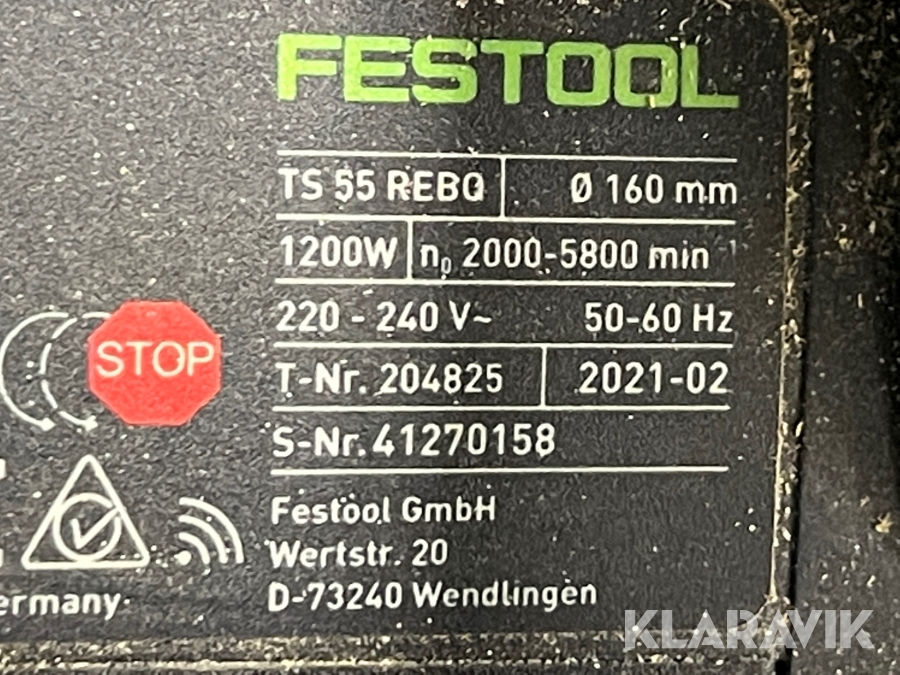 FESTOOL
TS 55 REBQ Ø 160 mm
1200W n₀ 2000-5800 min
220 - 240 V~ 50-60 Hz
STOP
T-Nr. 204825 2021-02
S-Nr. 41270158
Festool GmbH
Wertstr. 20
D-73240 Wendlingen
ermany
KLARAVIK